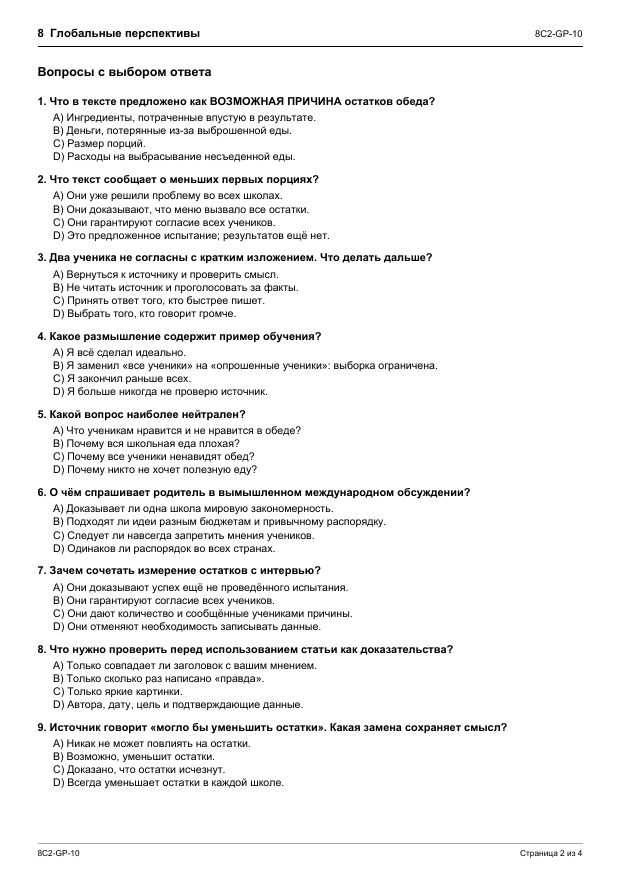 8 Глобальные перспективы
8C2-GP-10
Вопросы с выбором ответа
1. Что в тексте предложено как ВОЗМОЖНАЯ ПРИЧИНА остатков обеда?
A) Ингредиенты, потраченные впустую в результате.
B) Деньги, потерянные из-за выброшенной еды.
C) Размер порций.
D) Расходы на выбрасывание несъеденной еды.
2. Что текст сообщает о меньших первых порциях?
A) Они уже решили проблему во всех школах.
B) Они доказывают, что меню вызвало все остатки.
C) Они гарантируют согласие всех учеников.
D) Это предложенное испытание; результатов ещё нет.
3. Два ученика не согласны с кратким изложением. Что делать дальше?
A) Вернуться к источнику и проверить смысл.
B) Не читать источник и проголосовать за факты.
C) Принять ответ того, кто быстрее пишет.
D) Выбрать того, кто говорит громче.
4. Какое размышление содержит пример обучения?
A) Я всё сделал идеально.
B) Я заменил «все ученики» на «опрошенные ученики»: выборка ограничена.
C) Я закончил раньше всех.
D) Я больше никогда не проверю источник.
5. Какой вопрос наиболее нейтрален?
A) Что ученикам нравится и не нравится в обеде?
B) Почему вся школьная еда плохая?
C) Почему все ученики ненавидят обед?
D) Почему никто не хочет полезную еду?
6. О чём спрашивает родитель в вымышленном международном обсуждении?
A) Доказывает ли одна школа мировую закономерность.
B) Подходят ли идеи разным бюджетам и привычному распорядку.
C) Следует ли навсегда запретить мнения учеников.
D) Одинаков ли распорядок во всех странах.
7. Зачем сочетать измерение остатков с интервью?
A) Они доказывают успех ещё не проведённого испытания.
B) Они гарантируют согласие всех учеников.
C) Они дают количество и сообщённые учениками причины.
D) Они отменяют необходимость записывать данные.
8. Что нужно проверить перед использованием статьи как доказательства?
A) Только совпадает ли заголовок с вашим мнением.
B) Только сколько раз написано «правда».
C) Только яркие картинки.
D) Автора, дату, цель и подтверждающие данные.
9. Источник говорит «могло бы уменьшить остатки». Какая замена сохраняет смысл?
A) Никак не может повлиять на остатки.
B) Возможно, уменьшит остатки.
C) Доказано, что остатки исчезнут.
D) Всегда уменьшает остатки в каждой школе.
8C2-GP-10
Страница 2 из 4